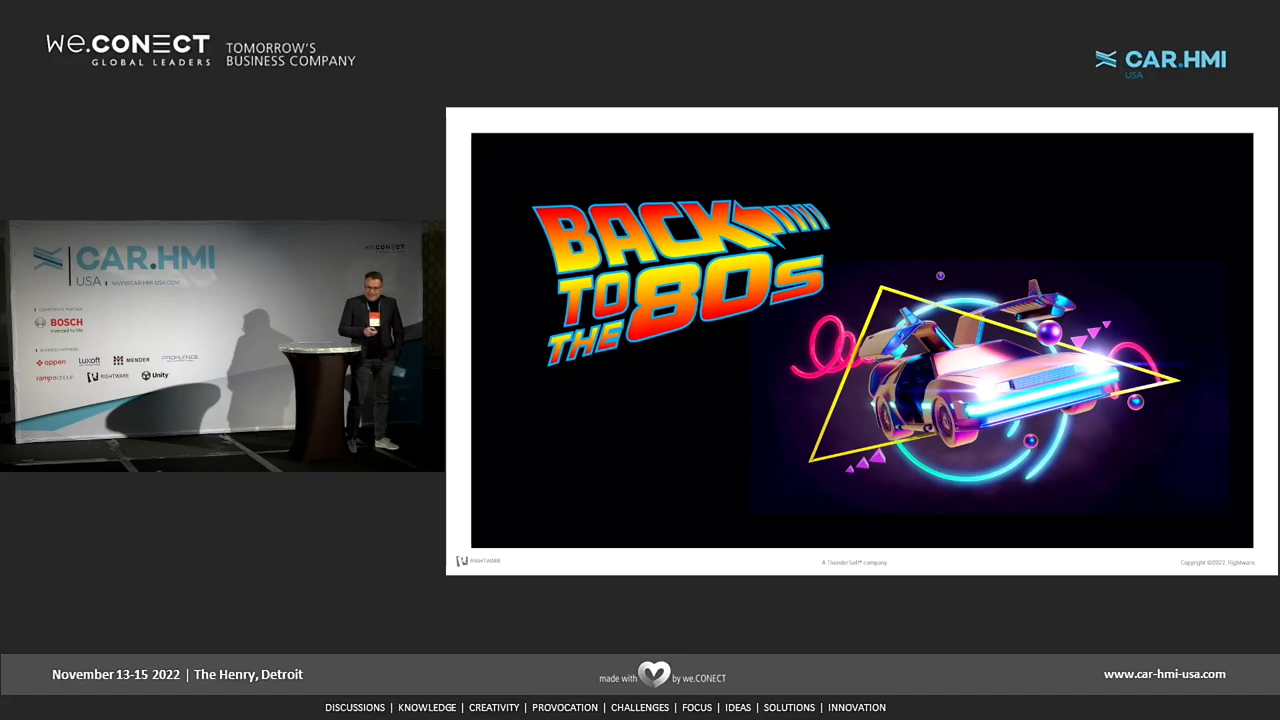 we.CONECT
GLOBAL LEADERS
TOMORROW'S
BUSINESS COMPANY
CAR.HMI
USA
BACK
TO
THE 80s
CAR.HMI
USA
WWW.CAR-HMI-USA.COM
we.CONECT
BOSCH
Invented for life
appen
Luxoft
MENDER
RIGHTWARE
Unity
RIGHTWARE
A ThunderSoft® company
Copyright ©2022, Rightware.
November 13-15 2022 | The Henry, Detroit
made with by we.CONECT
www.car-hmi-usa.com
DISCUSSIONS | KNOWLEDGE | CREATIVITY | PROVOCATION | CHALLENGES | FOCUS | IDEAS | SOLUTIONS | INNOVATION